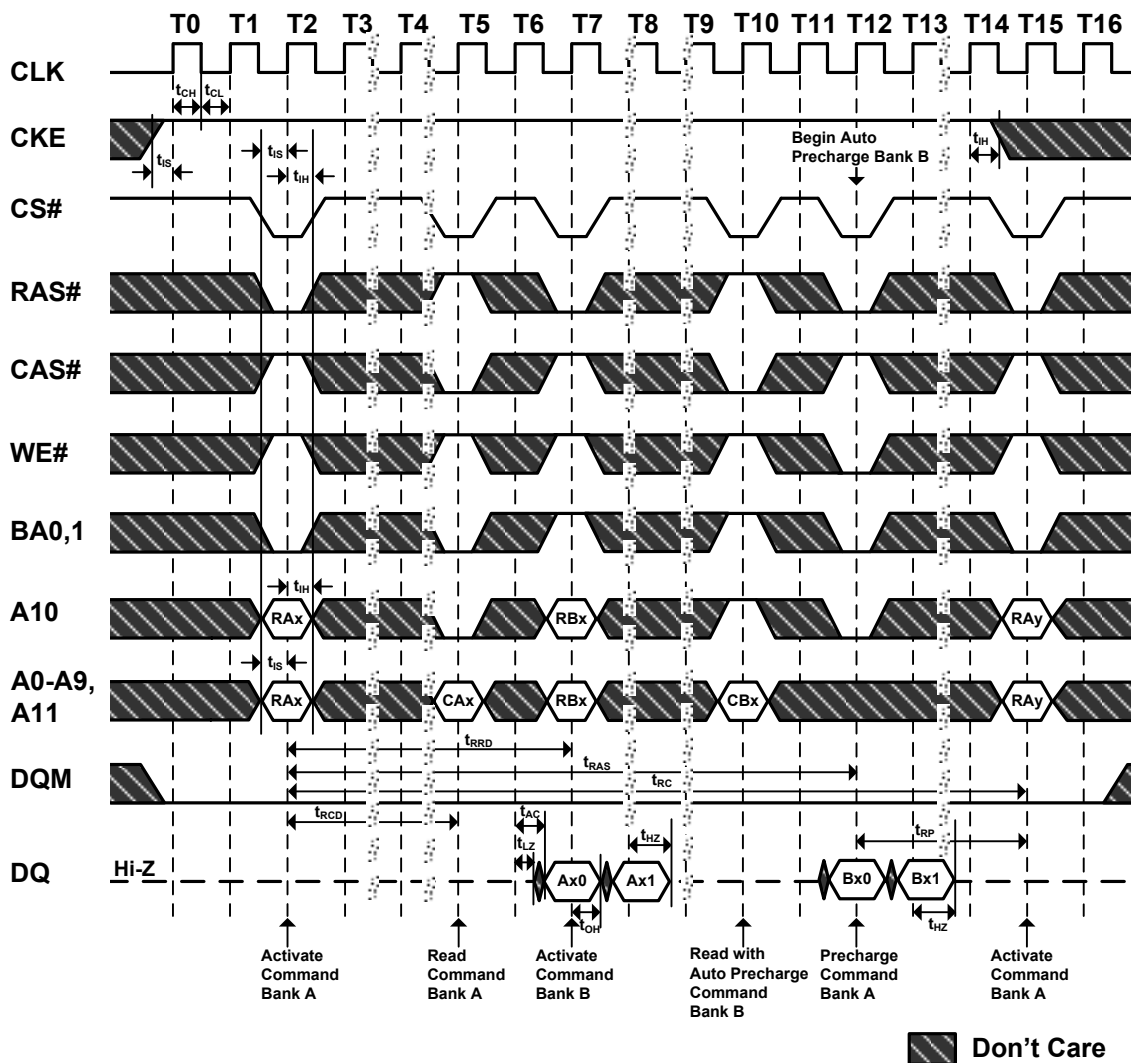 T0 T1 T2 T3 T4 T5 T6 T7 T8 T9 T10 T11 T12 T13 T14 T15 T16
CLK
tCH tCL
CKE
tIS
tIS
tIH
Begin Auto
Precharge Bank B
tIH
CS#
RAS#
CAS#
WE#
BA0,1
tIH
A10
RAx RBx RAy
tIS
A0-A9,
A11
RAx CAx RBx CBx RAy
tRRD
tRAS
DQM
tRC
tRCD
tAC
tLZ
tHZ
tRP
DQ
Hi-Z
Ax0 Ax1 Bx0 Bx1
tOH
tHZ
Activate
Command
Bank A
Read
Command
Bank A
Activate
Command
Bank B
Read with
Auto Precharge
Command
Bank B
Precharge
Command
Bank A
Activate
Command
Bank A
Don't Care